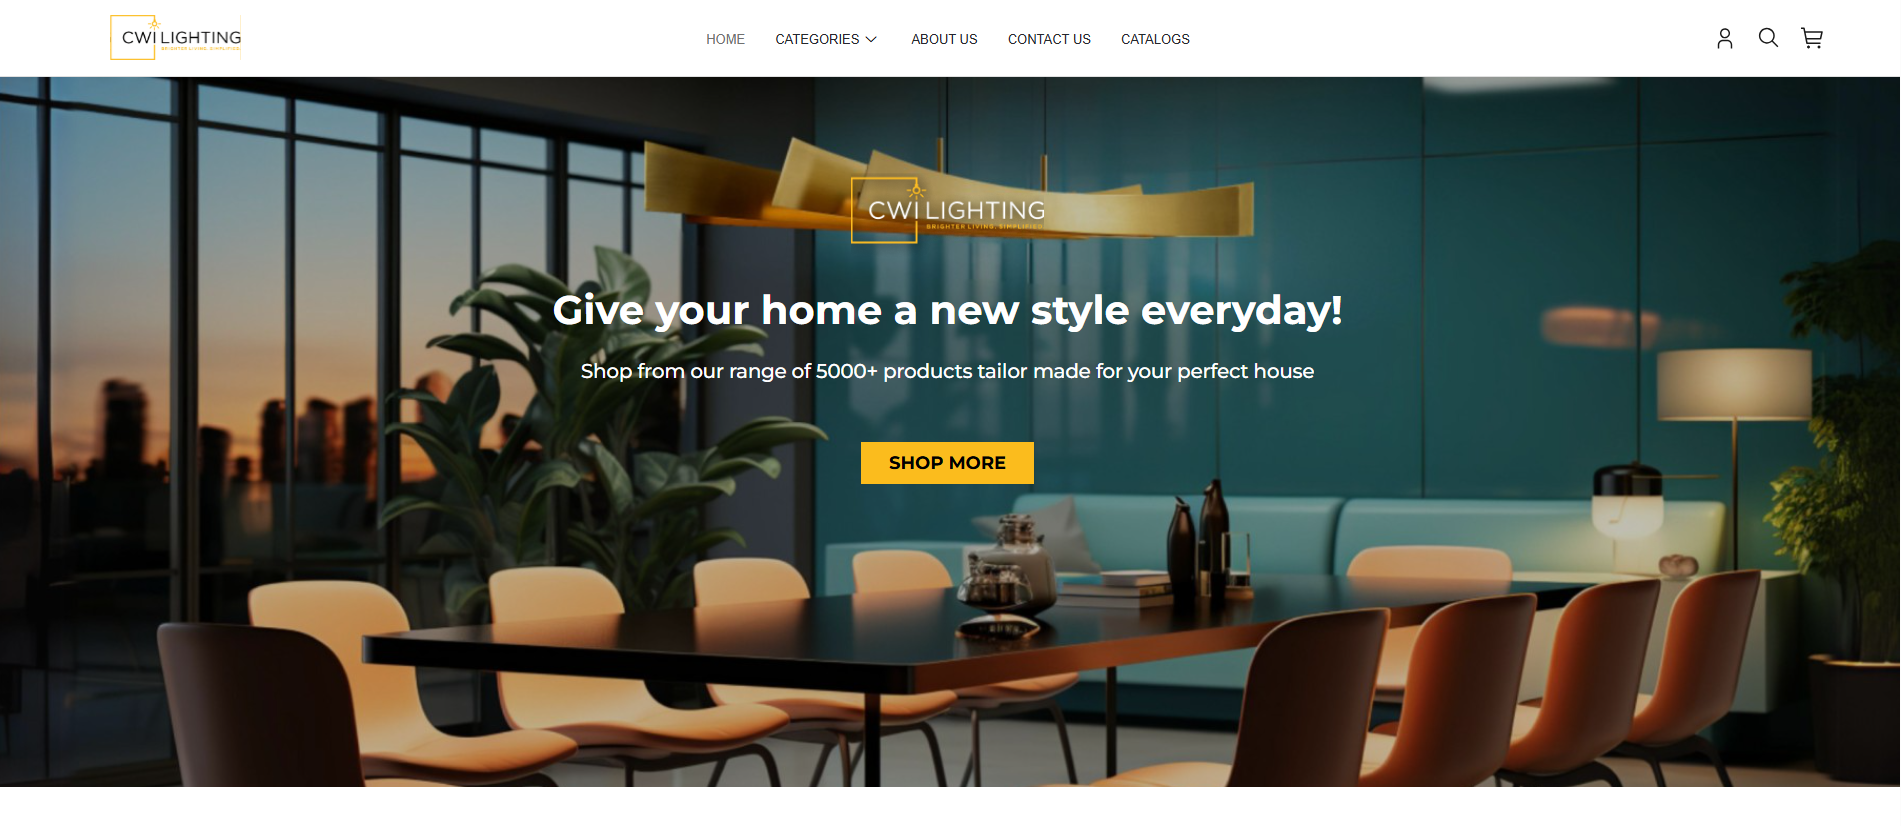 CWI LIGHTING
BRIGHTER LIVING, SIMPLIFIED
HOME CATEGORIES ABOUT US CONTACT US CATALOGS
CWI LIGHTING
BRIGHTER LIVING, SIMPLIFIED
Give your home a new style everyday!
Shop from our range of 5000+ products tailor made for your perfect house
SHOP MORE